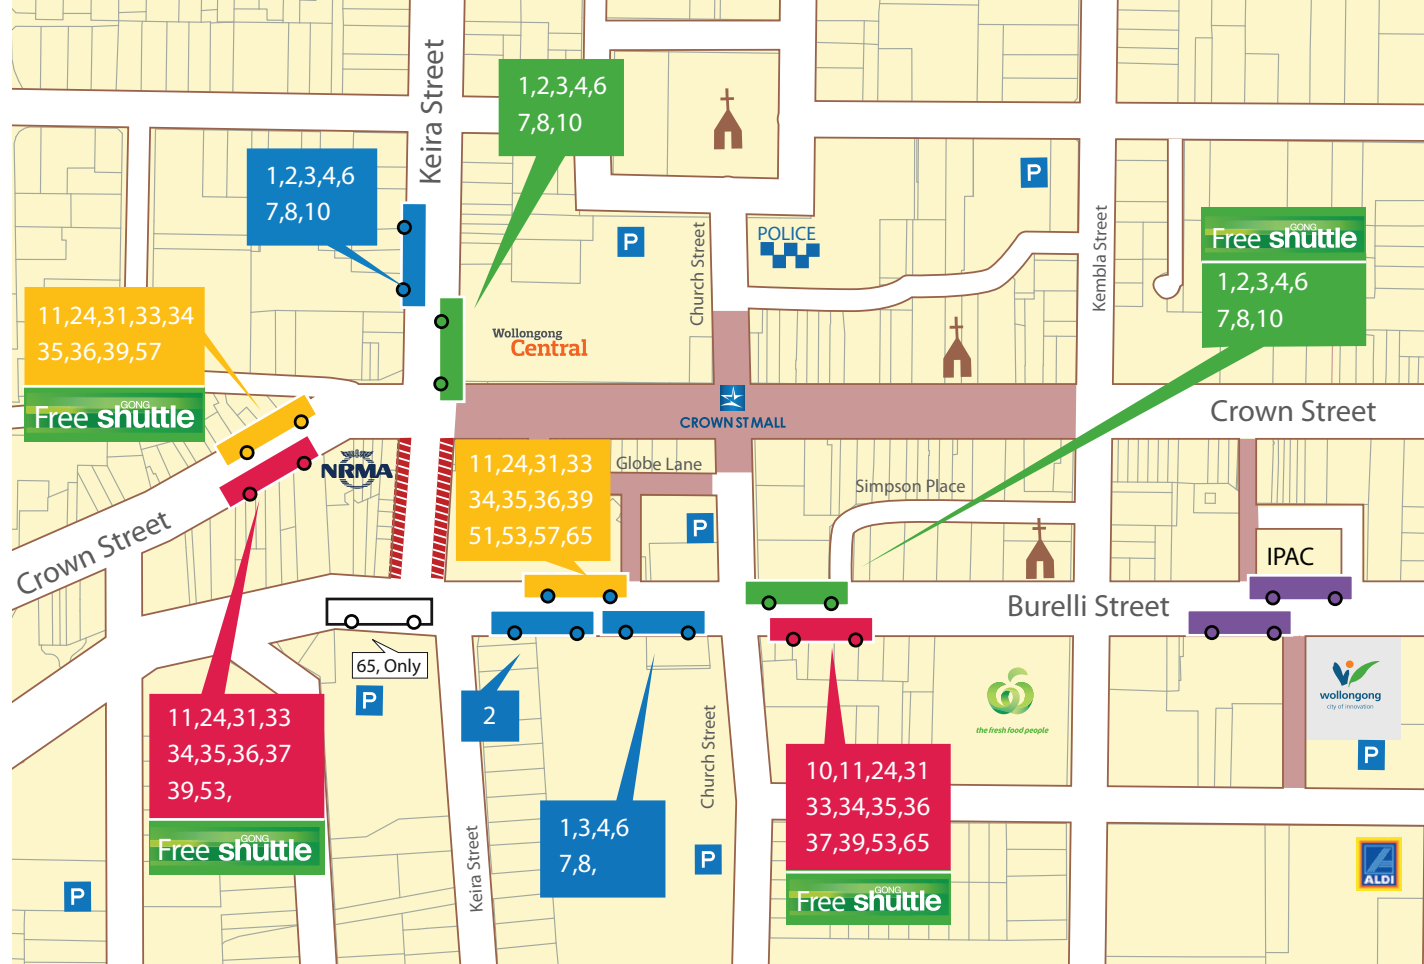 Keira Street
1,2,3,4,6
7,8,10
1,2,3,4,6
7,8,10
P
P
POLICE
Church Street
Kembla Street
GONG
Free shuttle
1,2,3,4,6
7,8,10
11,24,31,33,34
35,36,39,57
GONG
Free shuttle
Wollongong
Central
CROWN ST MALL
Crown Street
NRMA
11,24,31,33
34,35,36,39
51,53,57,65
Globe Lane
P
Simpson Place
Crown Street
IPAC
Burelli Street
65, Only
P
2
11,24,31,33
34,35,36,37
39,53,
GONG
Free shuttle
Keira Street
1,3,4,6
7,8,
Church Street
P
10,11,24,31
33,34,35,36
37,39,53,65
GONG
Free shuttle
the fresh food people
wollongong
city of innovation
P
ALDI
P